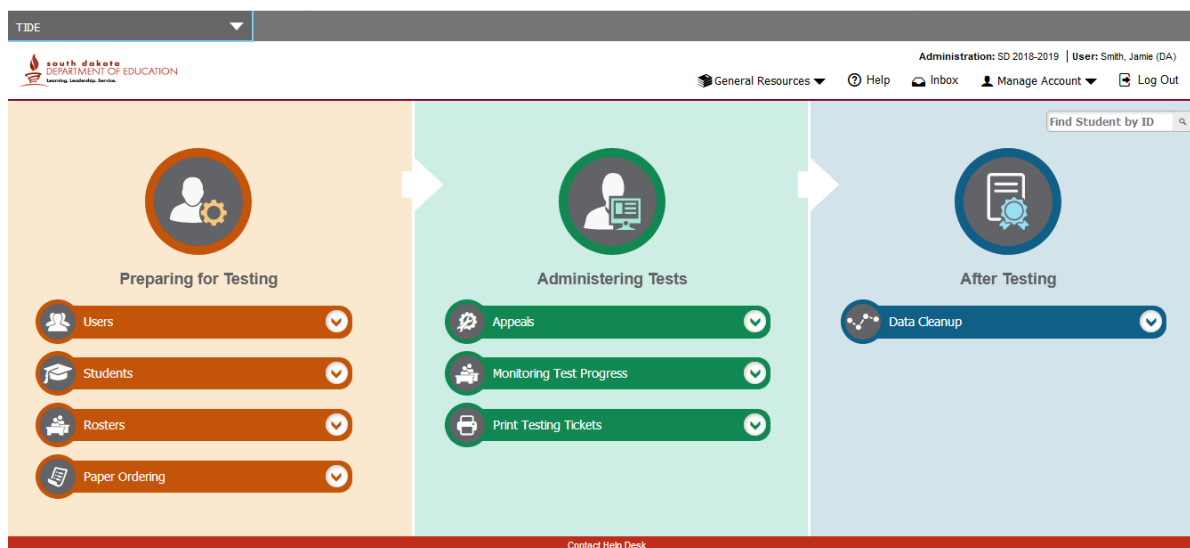 TIDE
Administration: SD 2018-2019 | User: Smith, Jamie (DA)
south dakota
DEPARTMENT OF EDUCATION
Learning. Leadership. Service.
General Resources Help Inbox Manage Account Log Out
Find Student by ID
Preparing for Testing
Users
Students
Rosters
Paper Ordering
Administering Tests
Appeals
Monitoring Test Progress
Print Testing Tickets
After Testing
Data Cleanup
Contact Help Desk